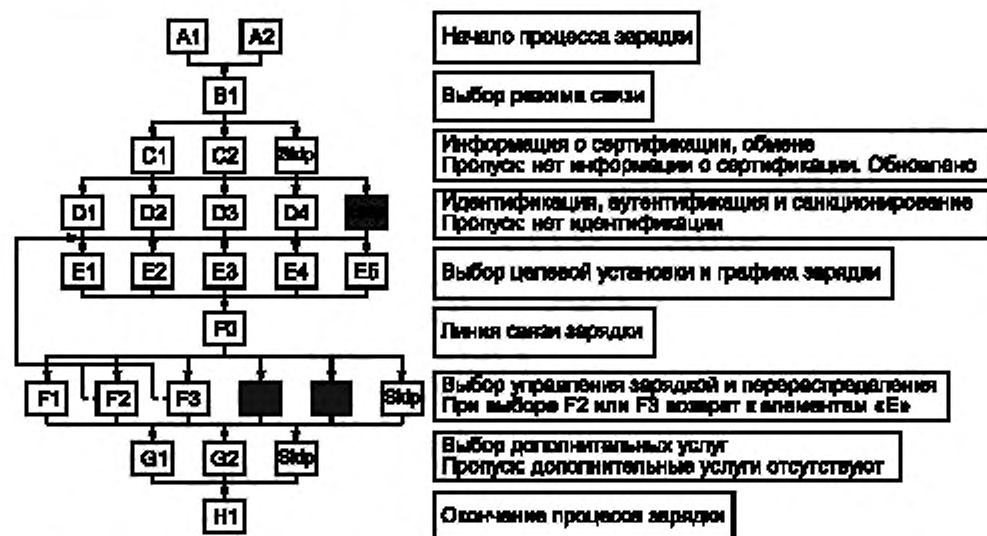 A1 A2 Начало процесса зарядки
B1 Выбор режима связи
C1 C2 Skip Информация о сертификации, обмене
Пропуск: нет информации о сертификации. Обновлено
D1 D2 D3 D4 Идентификация, аутентификация и санкционирование
Пропуск: нет идентификации
E1 E2 E3 E4 E5 Выбор целевой установки и графика зарядки
F0 Линия связи зарядки
F1 F2 F3 Skip Выбор управления зарядкой и перераспределения
При выборе F2 или F3 возврат к элементам «E»
G1 G2 Skip Выбор дополнительных услуг
Пропуск: дополнительные услуги отсутствуют
H1 Окончание процесса зарядки